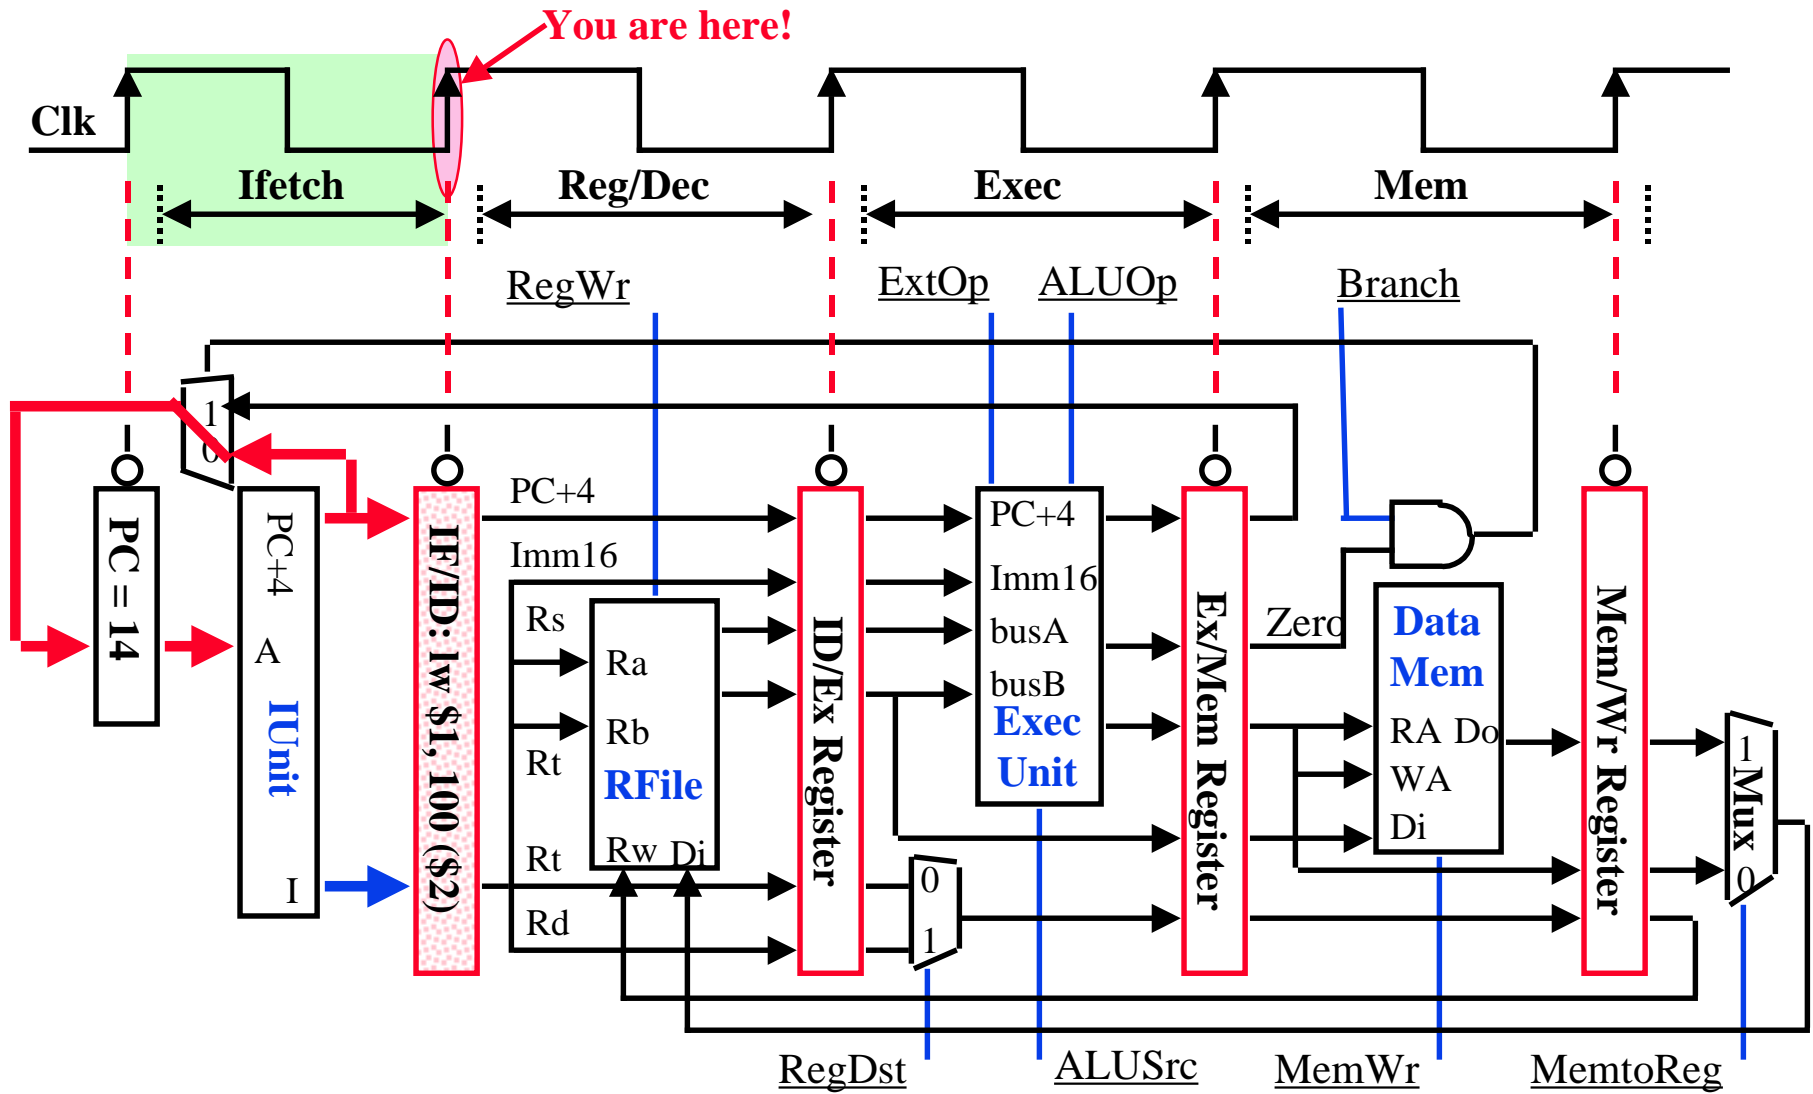 You are here!
Clk
Ifetch
Reg/Dec
Exec
Mem
RegWr
ExtOp
ALUOp
Branch
1
0
PC = 14
PC+4
A
IUnit
I
IF/ID: lw $1, 100 ($2)
PC+4
Imm16
Rs
Ra
Rb
Rt
RFile
Rw Di
Rt
Rd
ID/Ex Register
0
1
PC+4
Imm16
busA
busB
Exec
Unit
Ex/Mem Register
Zero
Data
Mem
RA Do
WA
Di
Mem/Wr Register
1
Mux
0
RegDst
ALUSrc
MemWr
MemtoReg